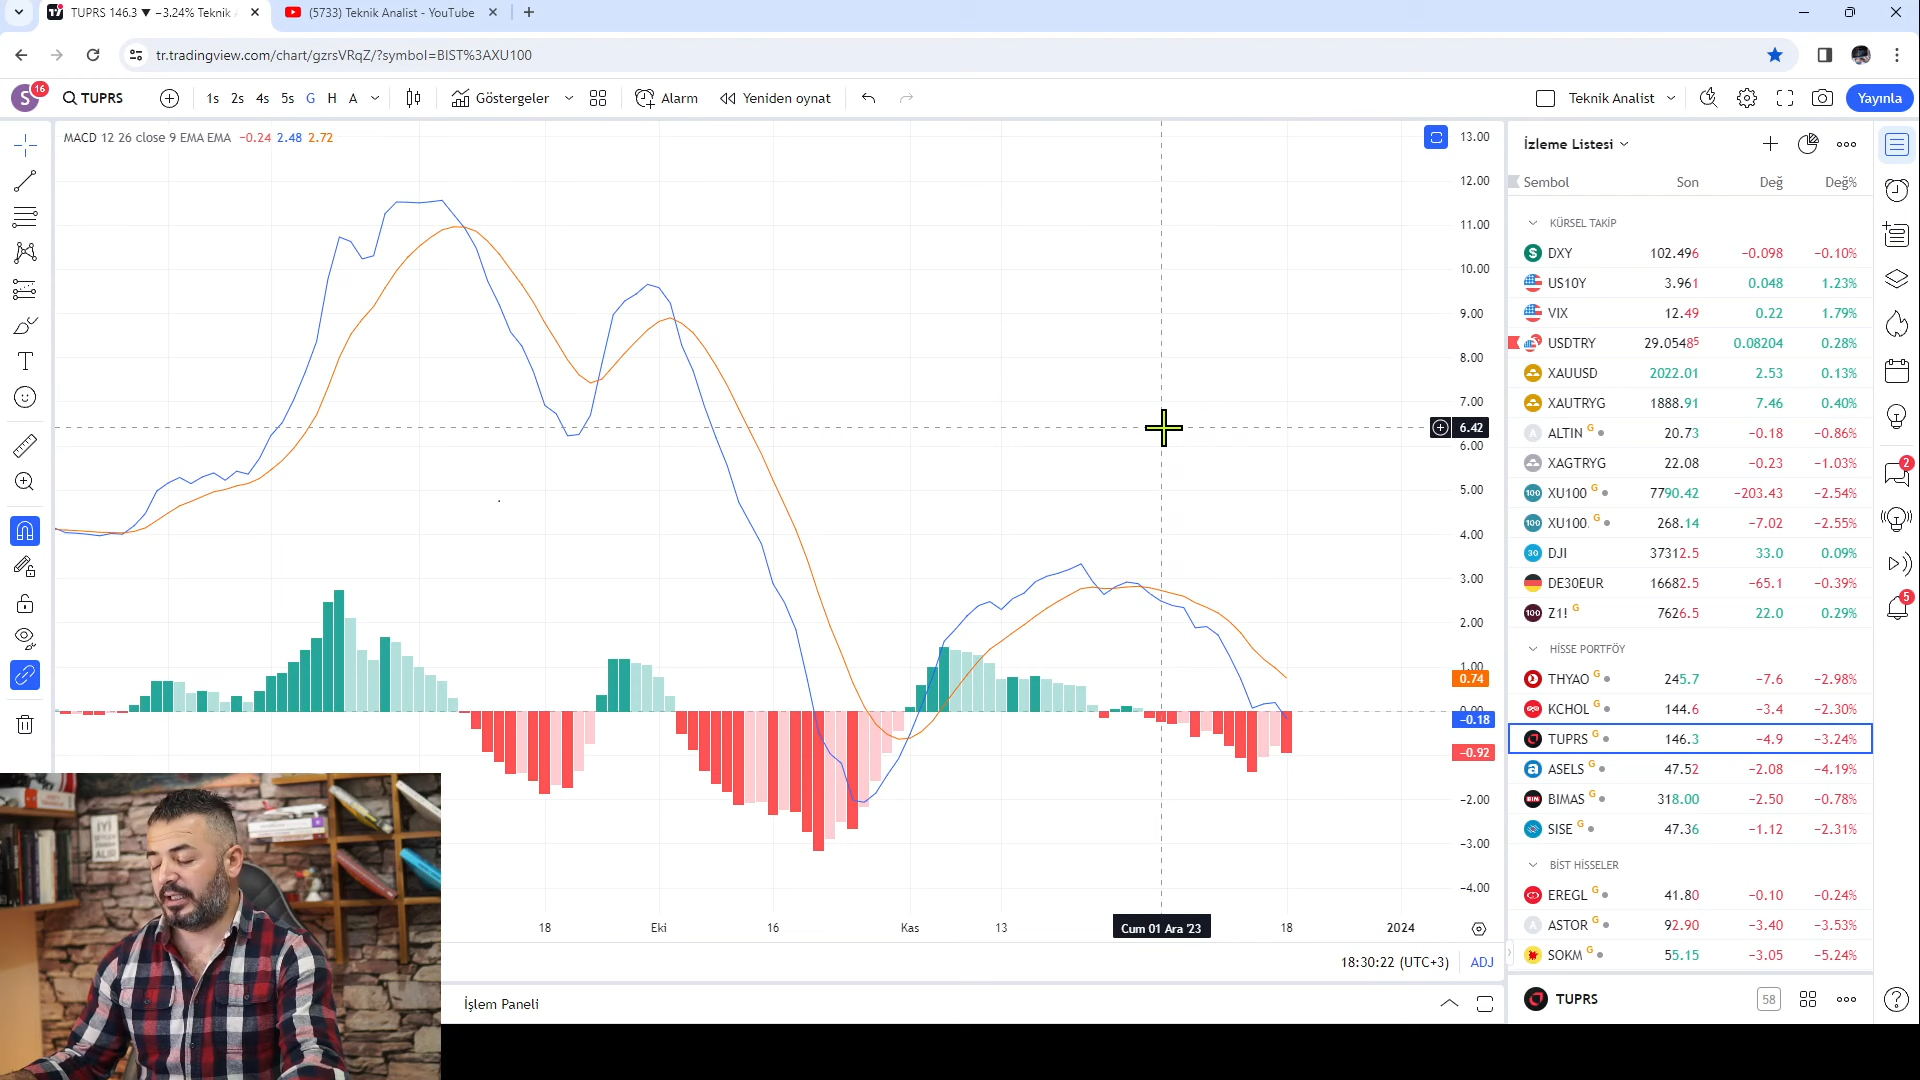 TUPRS 146.3 ▼ −3.24% Teknik
(5733) Teknik Analist - YouTube
tr.tradingview.com/chart/gzrsVRqZ/?symbol=BIST%3AXU100
S 16 TUPRS 1s 2s 4s 5s G H A Göstergeler Alarm Yeniden oynat Teknik Analist Yayınla
MACD 12 26 close 9 EMA EMA −0.24 2.48 2.72
13.00
12.00
11.00
10.00
9.00
8.00
7.00
6.42
6.00
5.00
4.00
3.00
2.00
1.00
0.74
0.00
−0.18
−0.92
−2.00
−3.00
−4.00
18 Eki 16 Kas 13 Cum 01 Ara '23 18 2024
18:30:22 (UTC+3) ADJ
İşlem Paneli
İzleme Listesi
Sembol Son Değ Değ%
KÜRSEL TAKİP
DXY 102.496 −0.098 −0.10%
US10Y 3.961 0.048 1.23%
VIX 12.49 0.22 1.79%
USDTRY 29.05485 0.08204 0.28%
XAUUSD 2022.01 2.53 0.13%
XAUTRYG 1888.91 7.46 0.40%
ALTIN G 20.73 −0.18 −0.86%
XAGTRYG 22.08 −0.23 −1.03%
100 XU100 G 7790.42 −203.43 −2.54%
100 XU100. G 268.14 −7.02 −2.55%
30 DJI 37312.5 33.0 0.09%
DE30EUR 16682.5 −65.1 −0.39%
100 Z1! G 7626.5 22.0 0.29%
HİSSE PORTFÖY
THYAO G 245.7 −7.6 −2.98%
KCHOL G 144.6 −3.4 −2.30%
TUPRS G 146.3 −4.9 −3.24%
ASELS G 47.52 −2.08 −4.19%
BIMAS G 318.00 −2.50 −0.78%
SISE G 47.36 −1.12 −2.31%
BİST HİSSELER
EREGL G 41.80 −0.10 −0.24%
ASTOR G 92.90 −3.40 −3.53%
SOKM G 55.15 −3.05 −5.24%
TUPRS 58
2
5